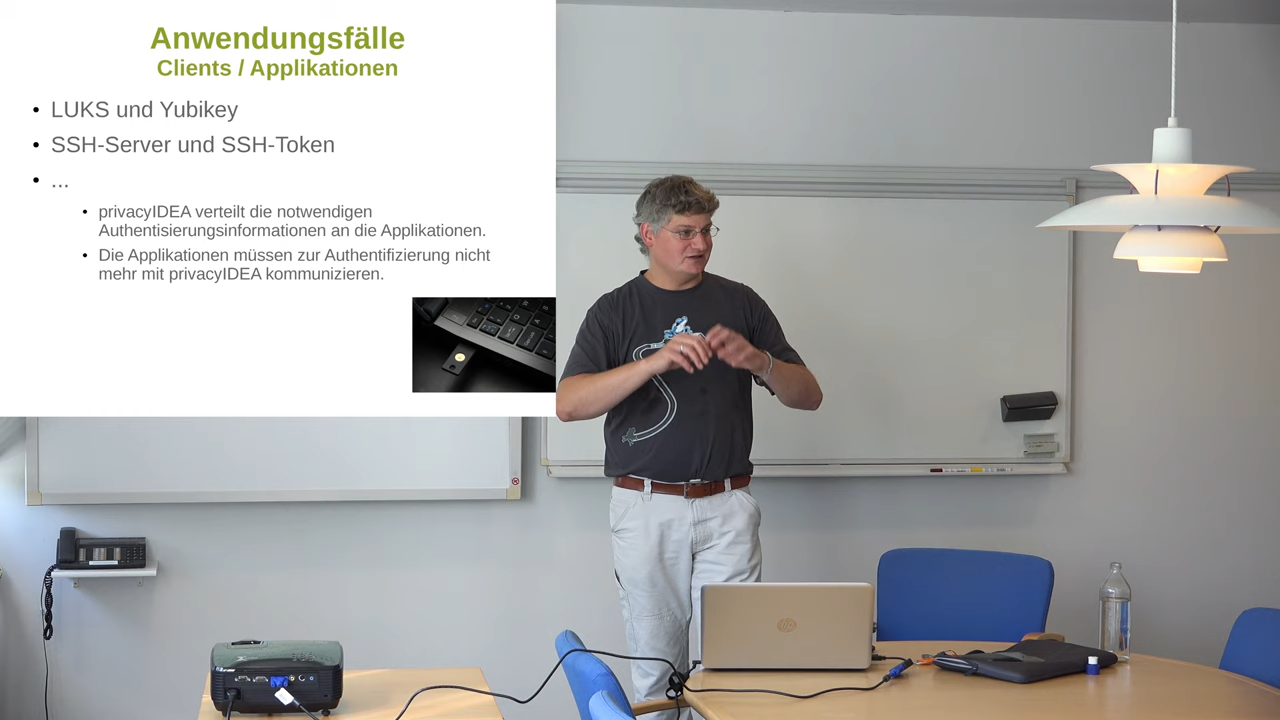 Anwendungsfälle
Clients / Applikationen
• LUKS und Yubikey
• SSH-Server und SSH-Token
• ...
• privacyIDEA verteilt die notwendigen
Authentisierungsinformationen an die Applikationen.
• Die Applikationen müssen zur Authentifizierung nicht
mehr mit privacyIDEA kommunizieren.
hp